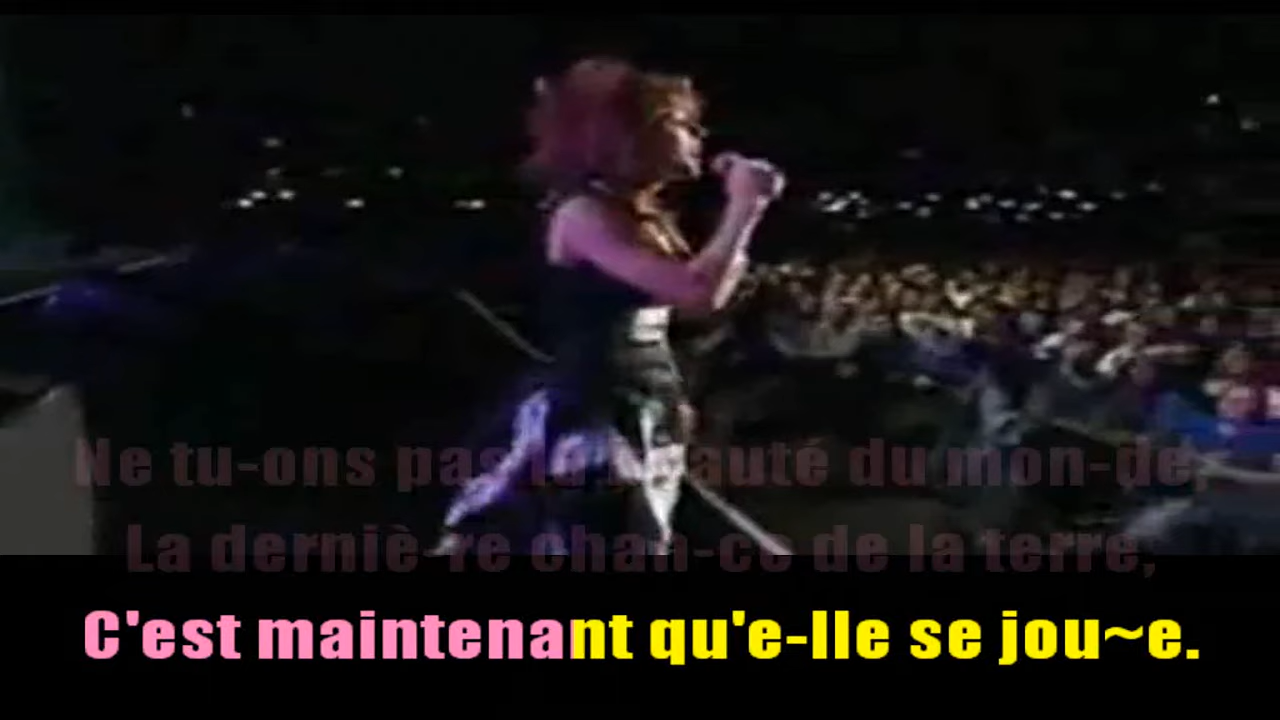 Ne tu-ons pas la beauté du mon-de,
La derniè-re chan-ce de la terre,
C'est maintenant qu'e-lle se jou~e.